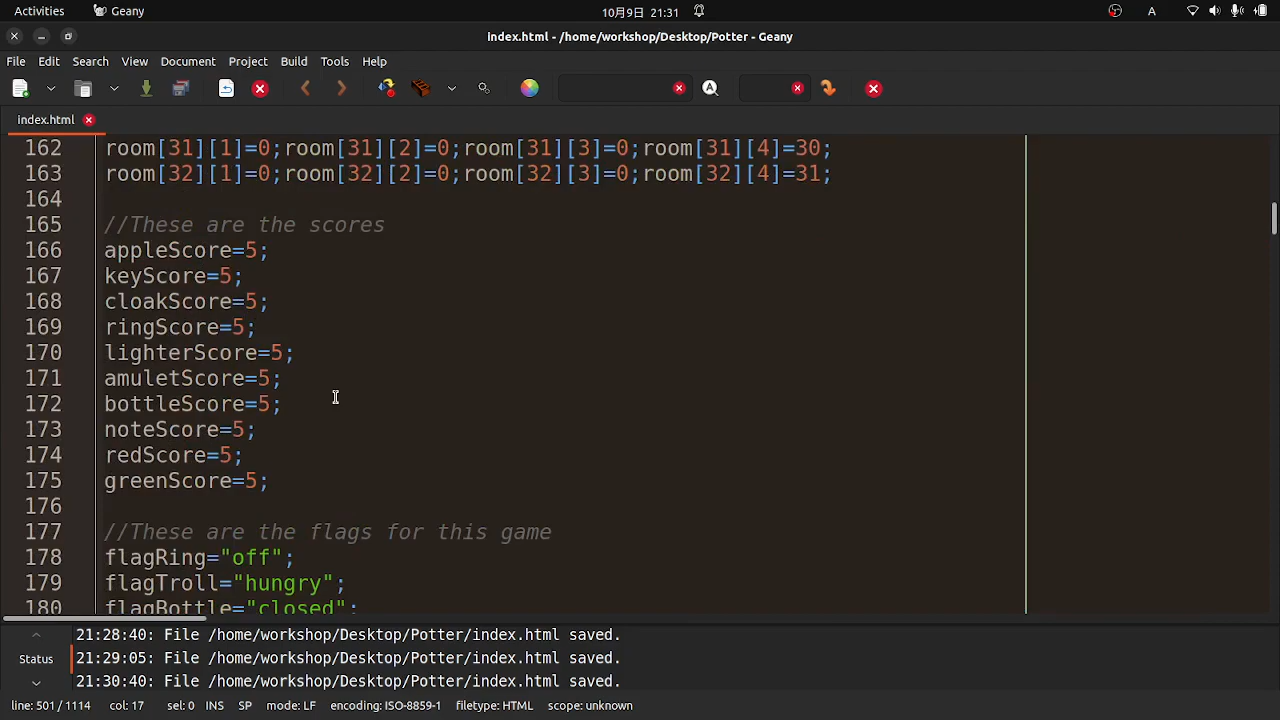 Activities Geany 10月9日 21:31 A
index.html - /home/workshop/Desktop/Potter - Geany
File Edit Search View Document Project Build Tools Help
index.html
162 room[31][1]=0;room[31][2]=0;room[31][3]=0;room[31][4]=30;
163 room[32][1]=0;room[32][2]=0;room[32][3]=0;room[32][4]=31;
164
165 //These are the scores
166 appleScore=5;
167 keyScore=5;
168 cloakScore=5;
169 ringScore=5;
170 lighterScore=5;
171 amuletScore=5;
172 bottleScore=5;
173 noteScore=5;
174 redScore=5;
175 greenScore=5;
176
177 //These are the flags for this game
178 flagRing="off";
179 flagTroll="hungry";
180 flagBottle="closed";
21:28:40: File /home/workshop/Desktop/Potter/index.html saved.
Status 21:29:05: File /home/workshop/Desktop/Potter/index.html saved.
21:30:40: File /home/workshop/Desktop/Potter/index.html saved.
line: 501 / 1114 col: 17 sel: 0 INS SP mode: LF encoding: ISO-8859-1 filetype: HTML scope: unknown